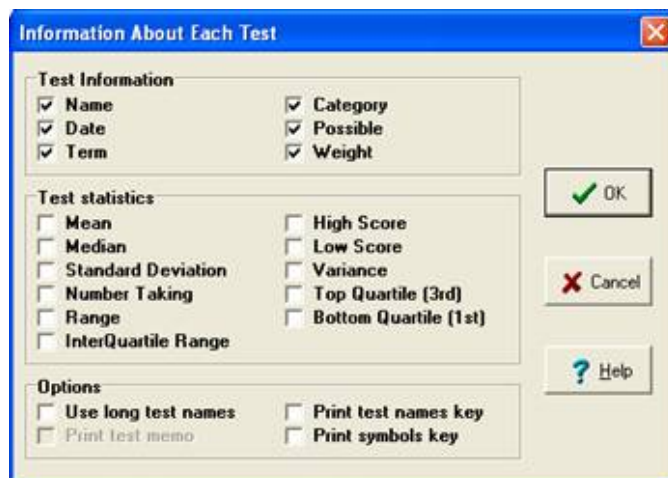 Information About Each Test
Test Information
Name
Category
Date
Possible
Term
Weight
Test statistics
Mean
High Score
Median
Low Score
Standard Deviation
Variance
Number Taking
Top Quartile (3rd)
Range
Bottom Quartile (1st)
InterQuartile Range
Options
Use long test names
Print test names key
Print test memo
Print symbols key
OK
Cancel
Help